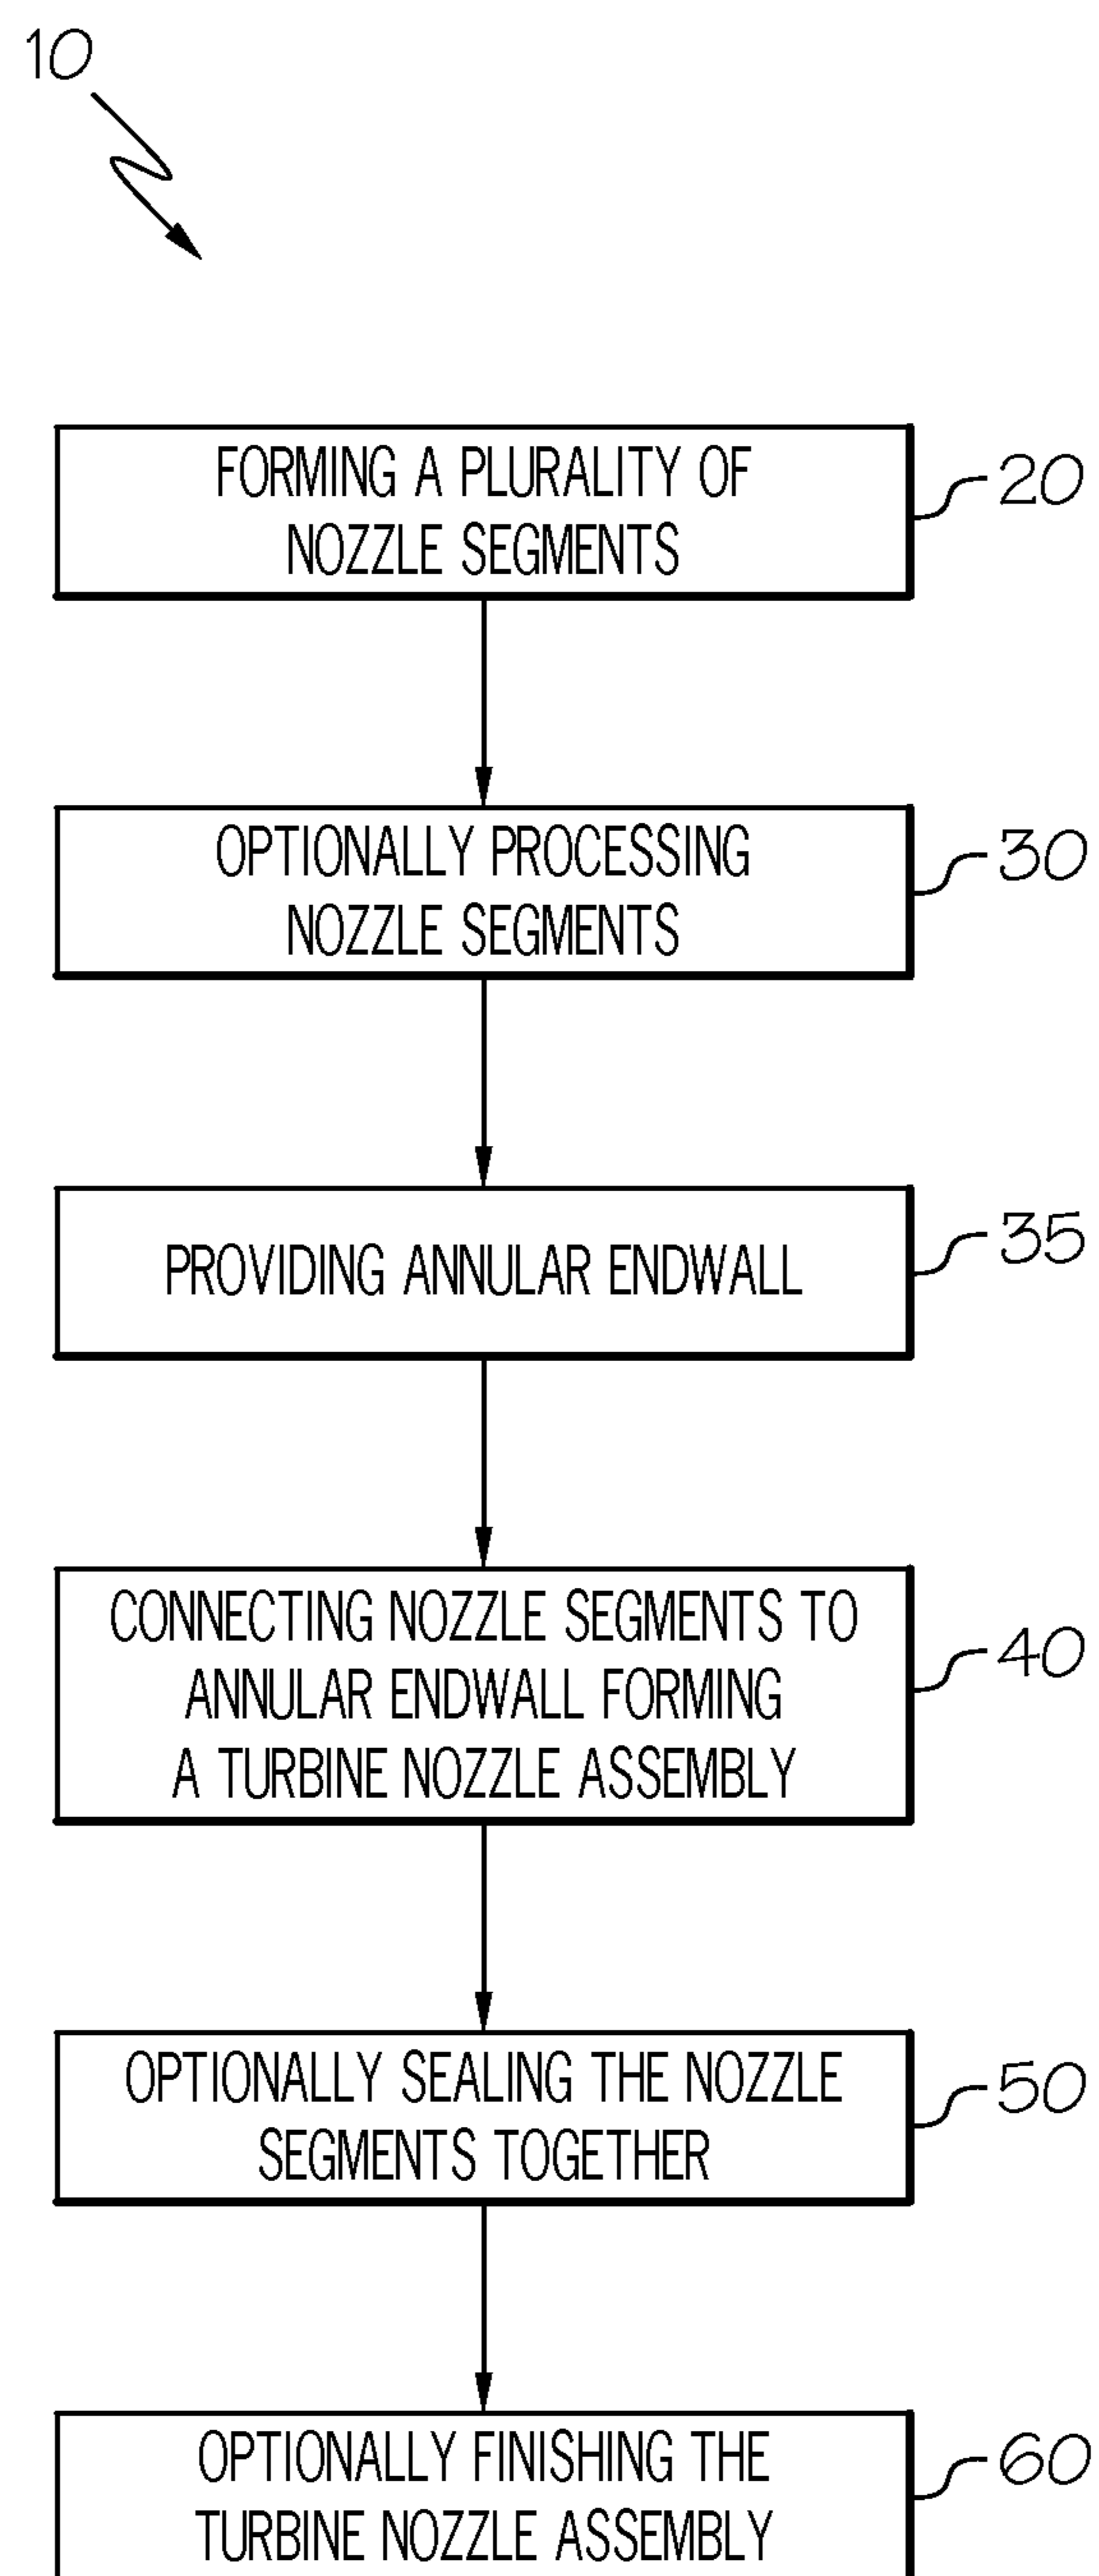 10
FORMING A PLURALITY OF
NOZZLE SEGMENTS
20
OPTIONALLY PROCESSING
NOZZLE SEGMENTS
30
PROVIDING ANNULAR ENDWALL
35
CONNECTING NOZZLE SEGMENTS TO
ANNULAR ENDWALL FORMING
A TURBINE NOZZLE ASSEMBLY
40
OPTIONALLY SEALING THE NOZZLE
SEGMENTS TOGETHER
50
OPTIONALLY FINISHING THE
TURBINE NOZZLE ASSEMBLY
60